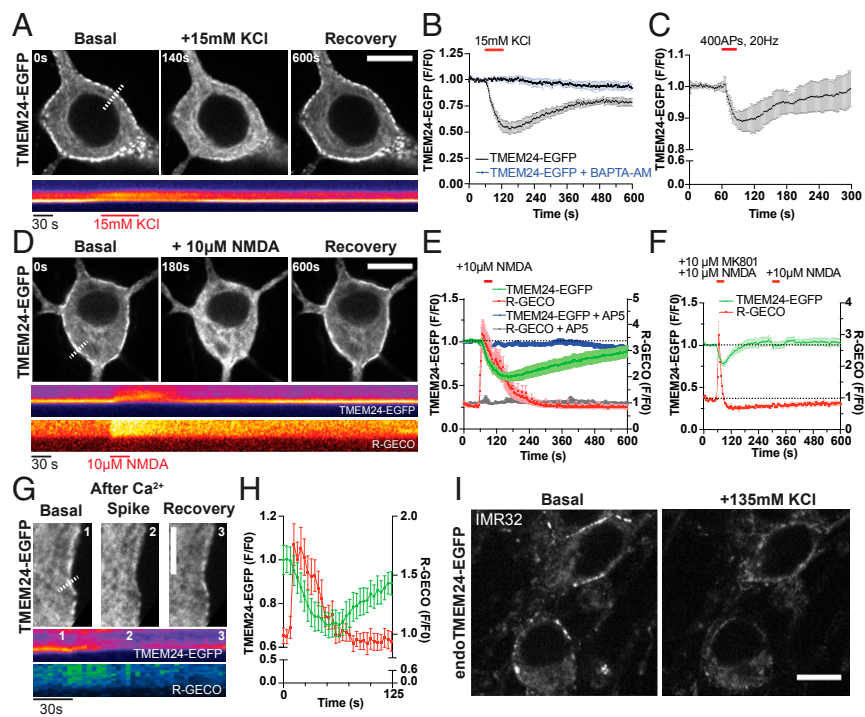 A
Basal
+15mM KCl
Recovery
TMEM24-EGFP
0s
140s
600s
30 s
15mM KCl
B
15mM KCl
TMEM24-EGFP (F/F0)
1.25
1.00
0.75
0.50
0.25
0.00
TMEM24-EGFP
TMEM24-EGFP + BAPTA-AM
0
120
240
360
480
600
Time (s)
C
400APs, 20Hz
TMEM24-EGFP (F/F0)
1.1
1.0
0.9
0.8
0.6
0.0
0
60
120
180
240
300
Time (s)
D
Basal
+ 10μM NMDA
Recovery
TMEM24-EGFP
0s
180s
600s
TMEM24-EGFP
R-GECO
30 s
10μM NMDA
E
+10μM NMDA
TMEM24-EGFP
R-GECO
TMEM24-EGFP + AP5
R-GECO + AP5
TMEM24-EGFP (F/F0)
1.5
1.0
0.5
0.0
R-GECO (F/F0)
5
4
3
2
1
0
0
120
240
360
480
600
Time (s)
F
+10 μM MK801
+10 μM NMDA
+10μM NMDA
TMEM24-EGFP
R-GECO
TMEM24-EGFP (F/F0)
1.5
1.0
0.5
0.0
R-GECO (F/F0)
4
3
2
1
0
0
120
240
360
480
600
Time (s)
G
After Ca²⁺
Basal
Spike
Recovery
TMEM24-EGFP
1
2
3
1
2
3
TMEM24-EGFP
R-GECO
30s
H
TMEM24-EGFP (F/F0)
1.2
1.0
0.8
0.6
0.5
0.0
R-GECO (F/F0)
2.0
1.5
1.0
0.6
0.0
0
25
50
75
100
125
Time (s)
I
Basal
+135mM KCl
endoTMEM24-EGFP
IMR32